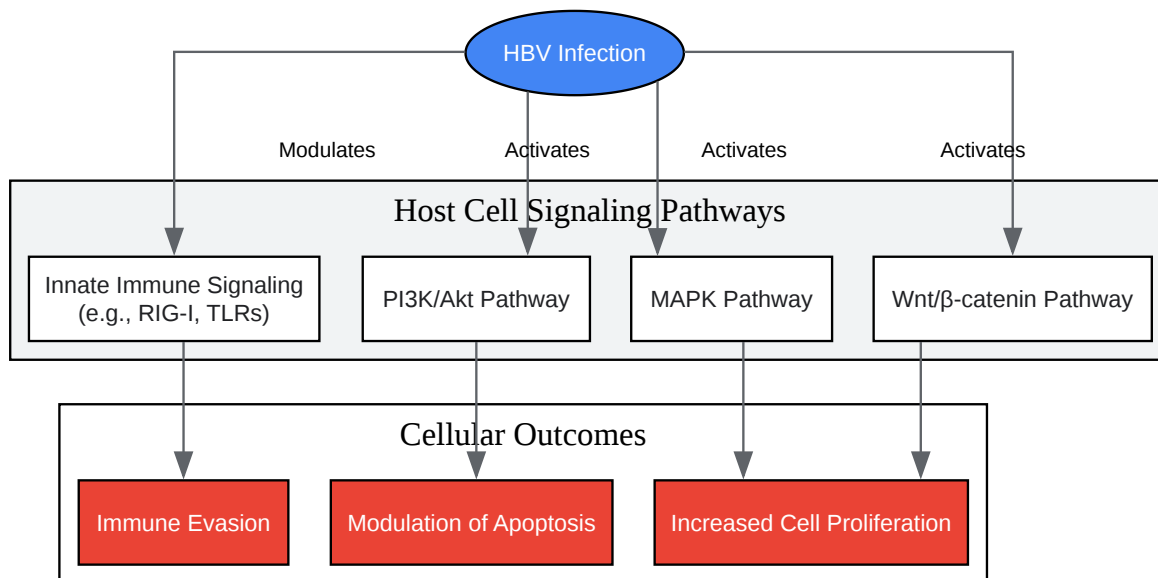 HBV Infection
Modulates
Activates
Activates
Activates
Host Cell Signaling Pathways
Innate Immune Signaling
(e.g., RIG-I, TLRs)
PI3K/Akt Pathway
MAPK Pathway
Wnt/β-catenin Pathway
Cellular Outcomes
Immune Evasion
Modulation of Apoptosis
Increased Cell Proliferation